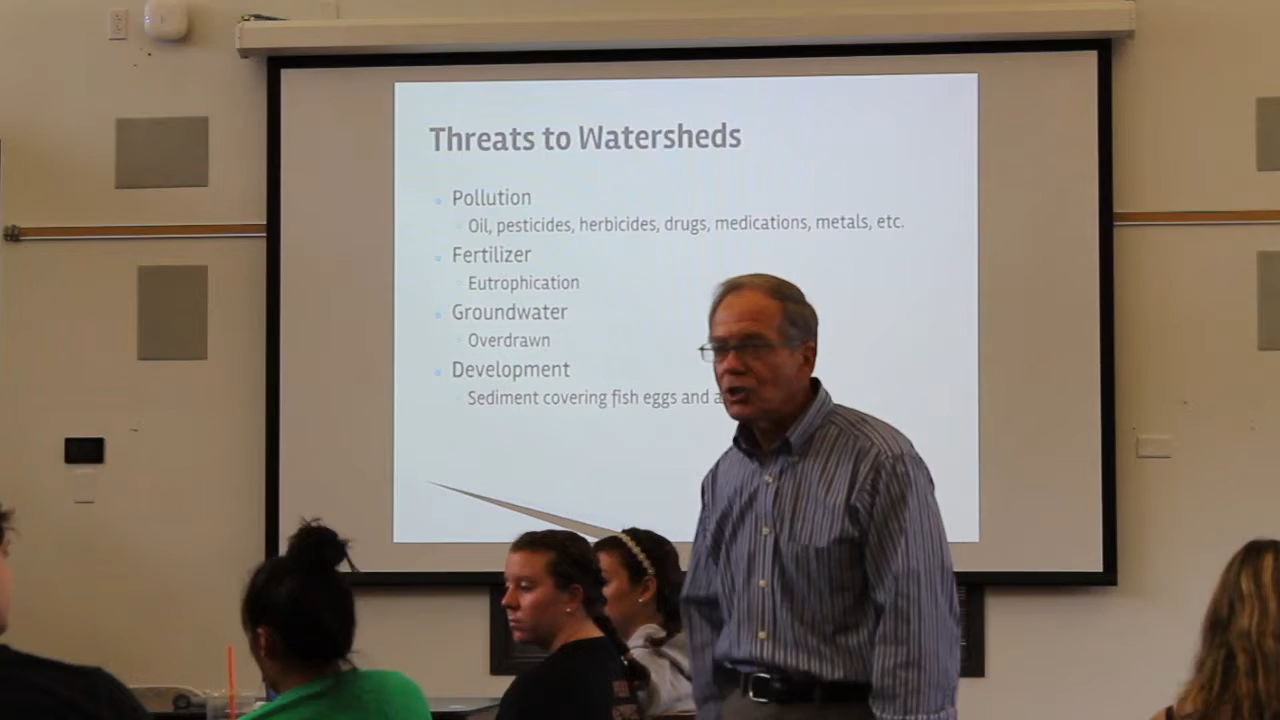 Threats to Watersheds
Pollution
Oil, pesticides, herbicides, drugs, medications, metals, etc.
Fertilizer
Eutrophication
Groundwater
Overdrawn
Development
Sediment covering fish eggs and